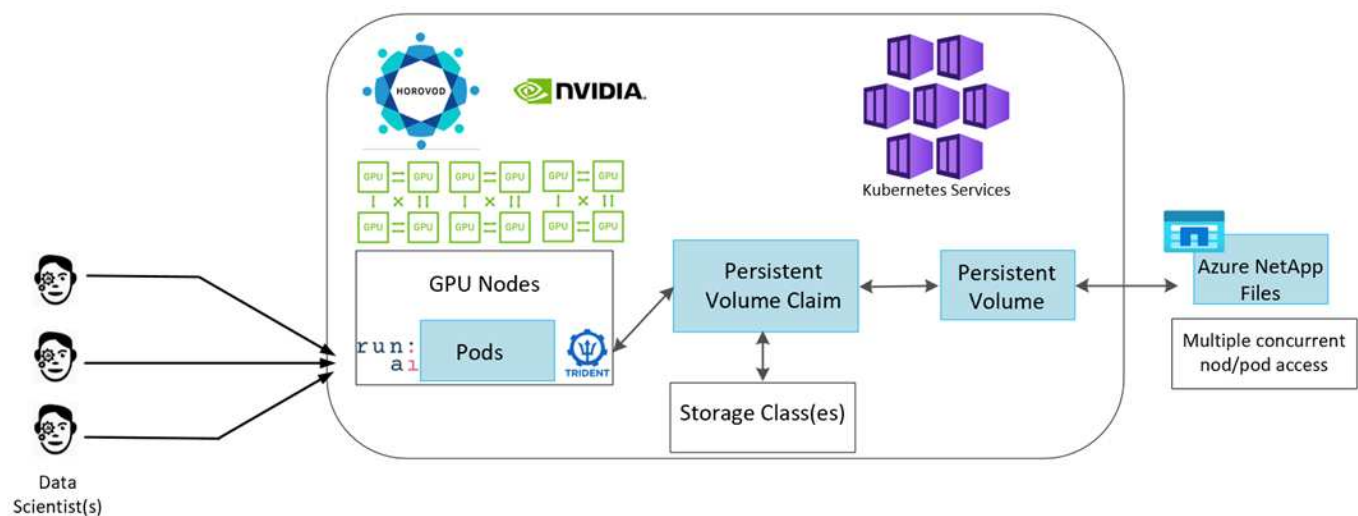 HOROVOD
NVIDIA.
GPU GPU GPU GPU GPU GPU
GPU GPU GPU GPU GPU GPU
Kubernetes Services
GPU Nodes
run:
ai
Pods
TRIDENT
Persistent
Volume Claim
Persistent
Volume
Azure NetApp
Files
Storage Class(es)
Multiple concurrent
nod/pod access
Data
Scientist(s)